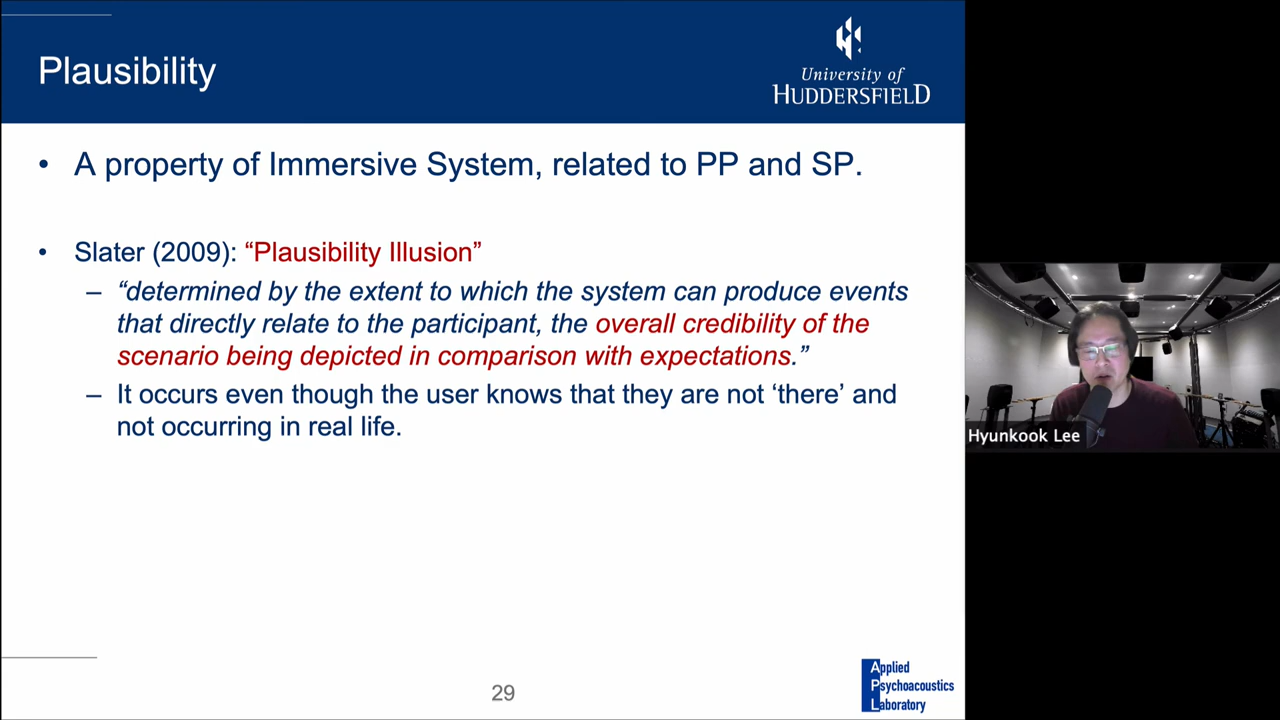 Plausibility
University of
HUDDERSFIELD
• A property of Immersive System, related to PP and SP.
• Slater (2009): “Plausibility Illusion”
– “determined by the extent to which the system can produce events
that directly relate to the participant, the overall credibility of the
scenario being depicted in comparison with expectations.”
– It occurs even though the user knows that they are not ‘there’ and
not occurring in real life.
Hyunkook Lee
29
Applied
Psychoacoustics
Laboratory